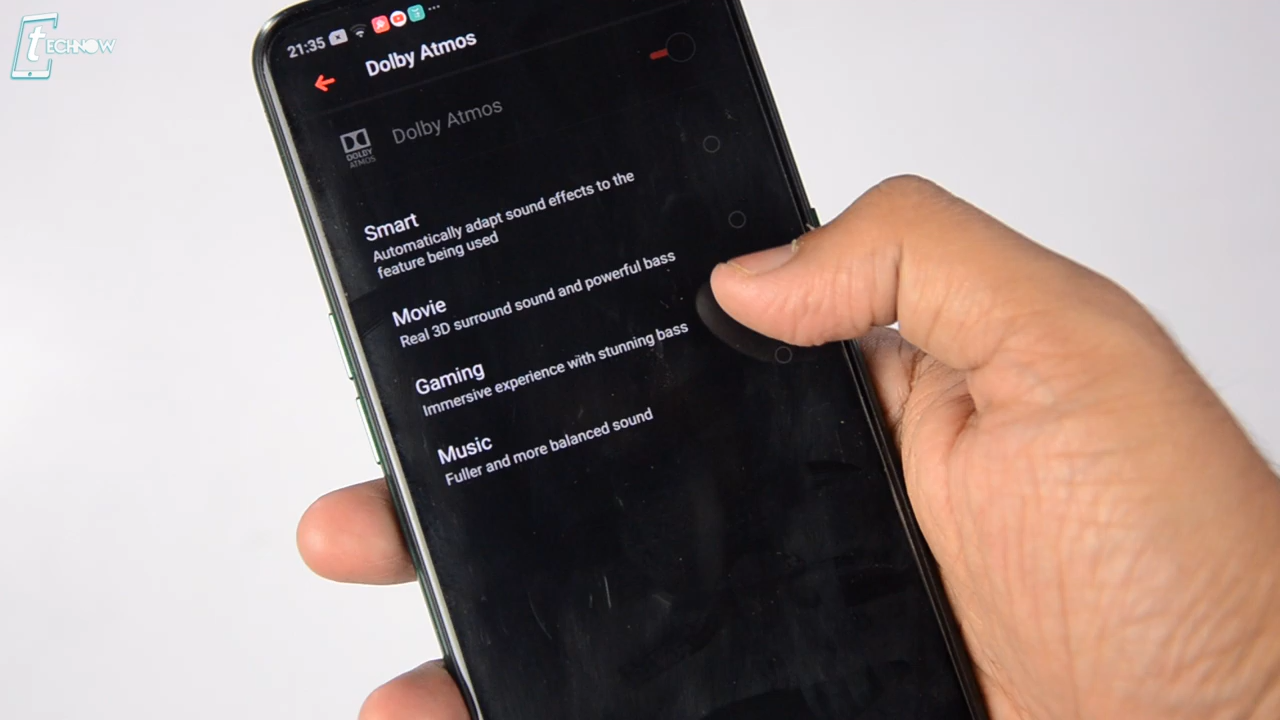 tECHNOW
21:35
Dolby Atmos
DOLBY
ATMOS
Dolby Atmos
Smart
Automatically adapt sound effects to the
feature being used
Movie
Real 3D surround sound and powerful bass
Gaming
Immersive experience with stunning bass
Music
Fuller and more balanced sound